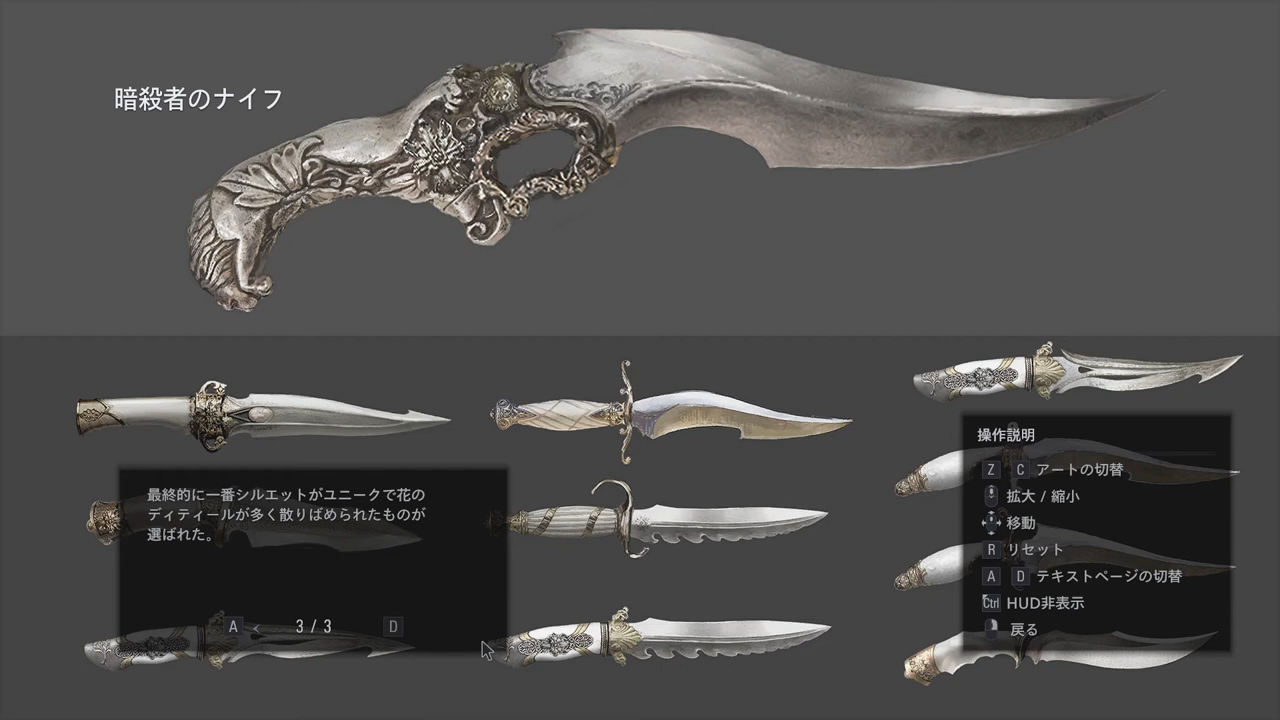 暗殺者のナイフ
最終的に一番シルエットがユニークで花の
ディティールが多く散りばめられたものが
選ばれた。
A < 3 / 3 D
操作説明
Z C アートの切替
拡大 / 縮小
移動
R リセット
A D テキストページの切替
Ctrl HUD非表示
戻る